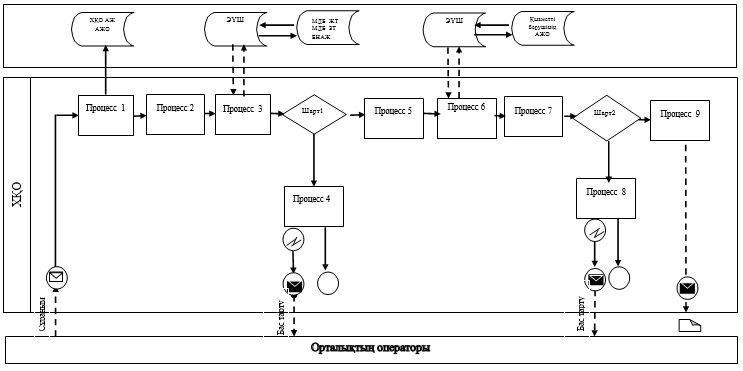 ХҚО АЖ
АЖО
ЭҮШ
МДБ ЖТ
МДБ ЗТ
БНАЖ
ЭҮШ
Қызметті
берушінің
АЖО
Процесс 1
Процесс 2
Процесс 3
Шарт1
Процесс 5
Процесс 6
Процесс 7
Шарт2
Процесс 9
ХҚО
Процесс 4
Процесс 8
Сұраным
Бас тарту
Бас тарту
Орталықтың операторы